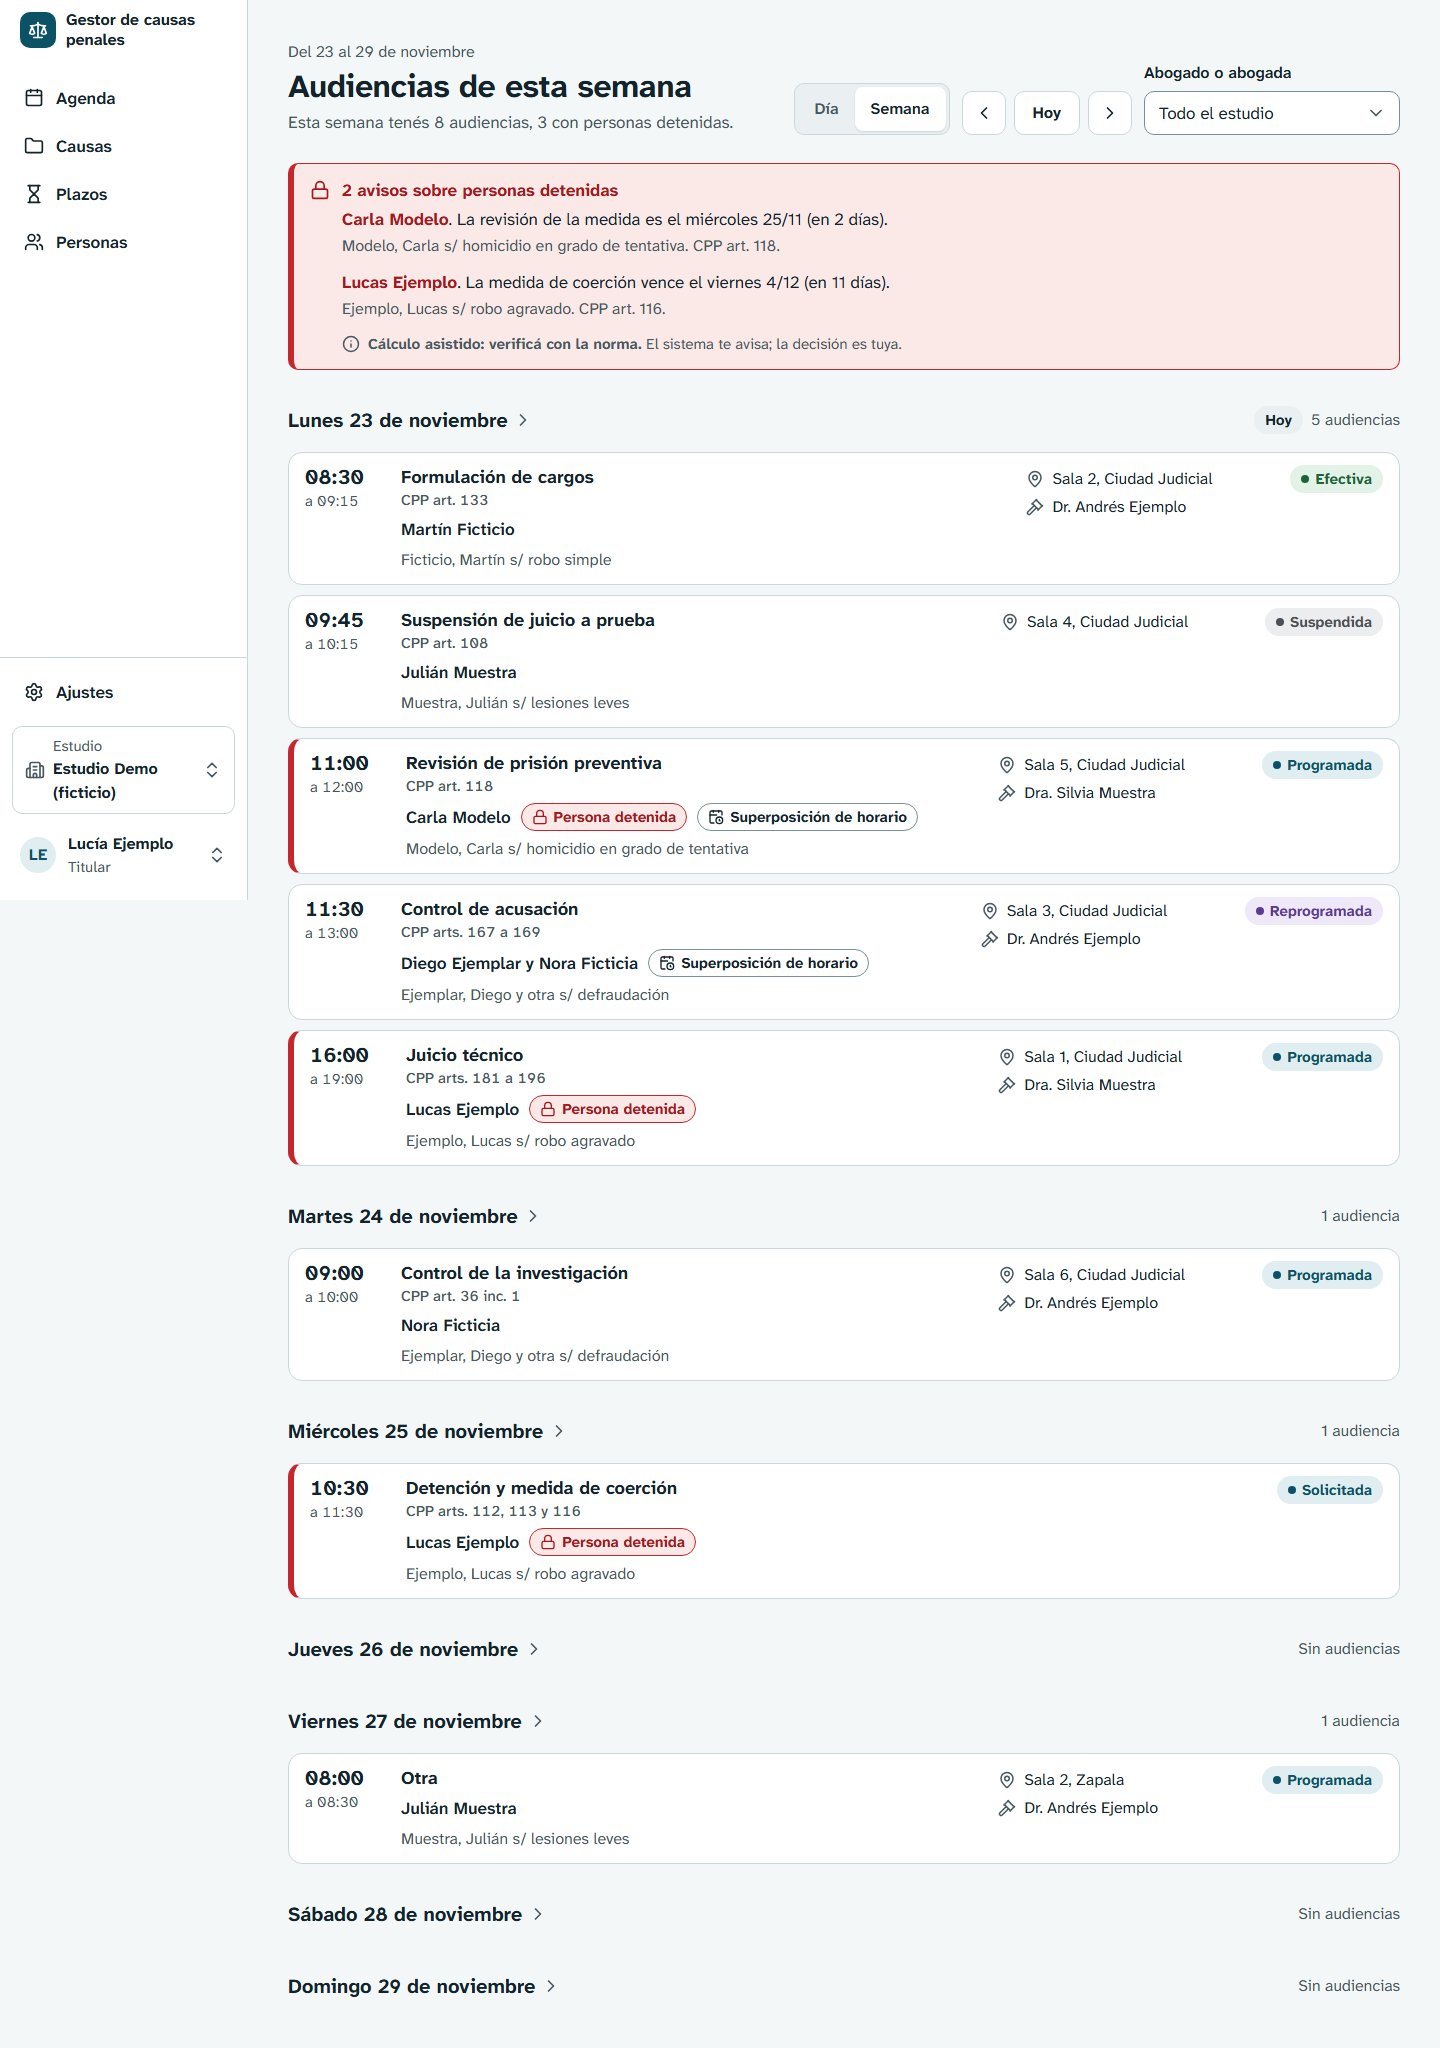 Gestor de causas
penales
Agenda
Causas
Plazos
Personas
Ajustes
Estudio
Estudio Demo
(ficticio)
LE
Lucía Ejemplo
Titular
Del 23 al 29 de noviembre
Audiencias de esta semana
Esta semana tenés 8 audiencias, 3 con personas detenidas.
Día
Semana
Hoy
Abogado o abogada
Todo el estudio
2 avisos sobre personas detenidas
Carla Modelo. La revisión de la medida es el miércoles 25/11 (en 2 días).
Modelo, Carla s/ homicidio en grado de tentativa. CPP art. 118.
Lucas Ejemplo. La medida de coerción vence el viernes 4/12 (en 11 días).
Ejemplo, Lucas s/ robo agravado. CPP art. 116.
Cálculo asistido: verificá con la norma. El sistema te avisa; la decisión es tuya.
Lunes 23 de noviembre
Hoy
5 audiencias
08:30
a 09:15
Formulación de cargos
CPP art. 133
Martín Ficticio
Ficticio, Martín s/ robo simple
Sala 2, Ciudad Judicial
Dr. Andrés Ejemplo
Efectiva
09:45
a 10:15
Suspensión de juicio a prueba
CPP art. 108
Julián Muestra
Muestra, Julián s/ lesiones leves
Sala 4, Ciudad Judicial
Suspendida
11:00
a 12:00
Revisión de prisión preventiva
CPP art. 118
Carla Modelo
Persona detenida
Superposición de horario
Modelo, Carla s/ homicidio en grado de tentativa
Sala 5, Ciudad Judicial
Dra. Silvia Muestra
Programada
11:30
a 13:00
Control de acusación
CPP arts. 167 a 169
Diego Ejemplar y Nora Ficticia
Superposición de horario
Ejemplar, Diego y otra s/ defraudación
Sala 3, Ciudad Judicial
Dr. Andrés Ejemplo
Reprogramada
16:00
a 19:00
Juicio técnico
CPP arts. 181 a 196
Lucas Ejemplo
Persona detenida
Ejemplo, Lucas s/ robo agravado
Sala 1, Ciudad Judicial
Dra. Silvia Muestra
Programada
Martes 24 de noviembre
1 audiencia
09:00
a 10:00
Control de la investigación
CPP art. 36 inc. 1
Nora Ficticia
Ejemplar, Diego y otra s/ defraudación
Sala 6, Ciudad Judicial
Dr. Andrés Ejemplo
Programada
Miércoles 25 de noviembre
1 audiencia
10:30
a 11:30
Detención y medida de coerción
CPP arts. 112, 113 y 116
Lucas Ejemplo
Persona detenida
Ejemplo, Lucas s/ robo agravado
Solicitada
Jueves 26 de noviembre
Sin audiencias
Viernes 27 de noviembre
1 audiencia
08:00
a 08:30
Otra
Julián Muestra
Muestra, Julián s/ lesiones leves
Sala 2, Zapala
Dr. Andrés Ejemplo
Programada
Sábado 28 de noviembre
Sin audiencias
Domingo 29 de noviembre
Sin audiencias